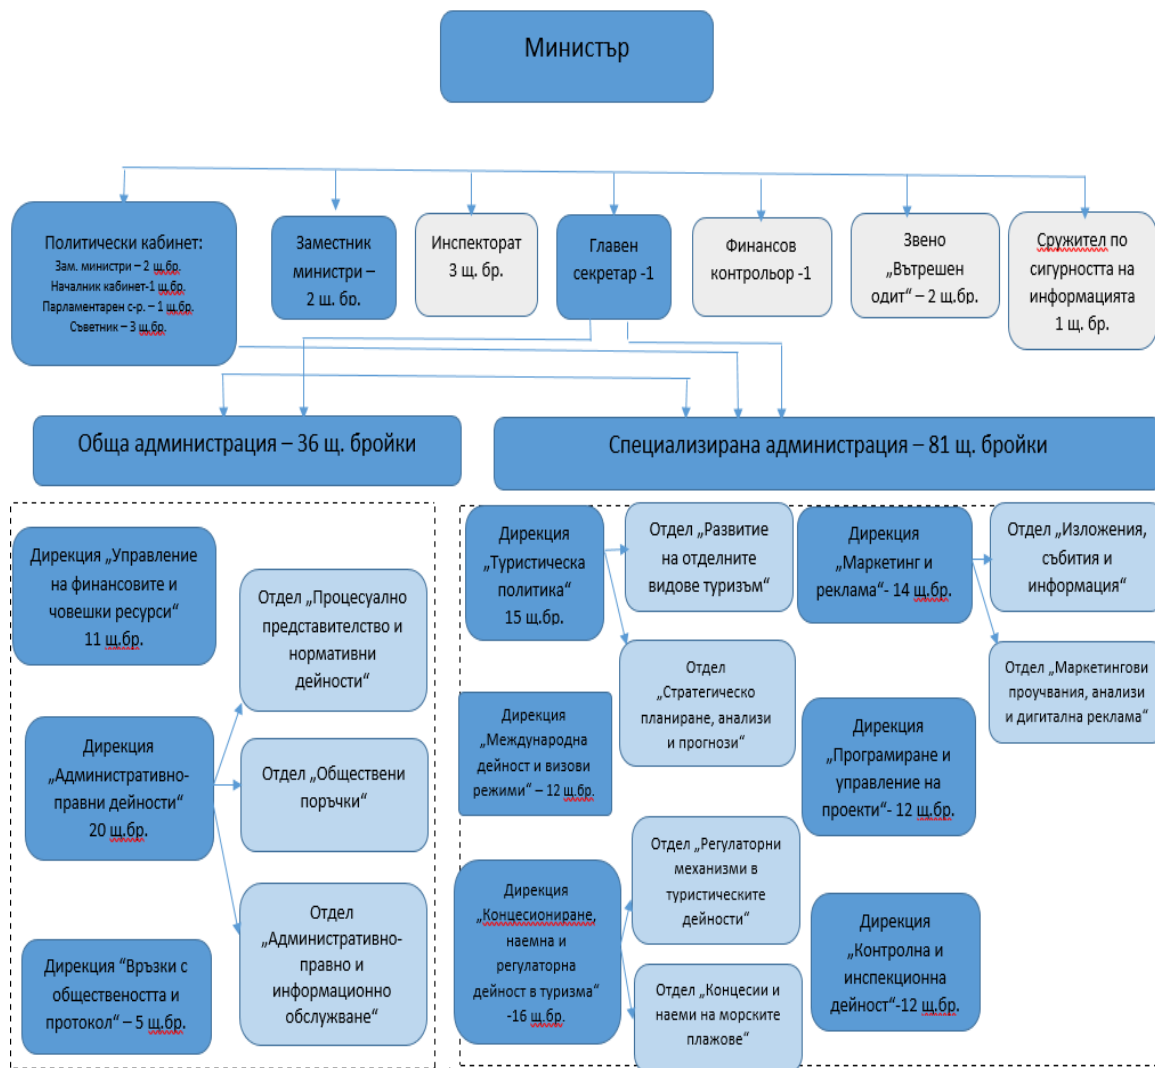 Министър
Политически кабинет:
Зам. министри – 2 щ.бр.
Началник кабинет-1 щ.бр.
Парламентарен с-р. – 1 щ.бр.
Съветник – 3 щ.бр.
Заместник
министри –
2 щ. бр.
Инспекторат
3 щ. бр.
Главен
секретар -1
Финансов
контрольор -1
Звено
„Вътрешен
одит“ – 2 щ.бр.
Сружител по
сигурността на
информацията
1 щ. бр.
Обща администрация – 36 щ. бройки
Специализирана администрация – 81 щ. бройки
Дирекция „Управление
на финансовите и
човешки ресурси“
11 щ.бр.
Дирекция
„Административно-
правни дейности“
20 щ.бр.
Дирекция “Връзки с
обществеността и
протокол“ – 5 щ.бр.
Отдел „Процесуално
представителство и
нормативни
дейности“
Отдел „Обществени
поръчки“
Отдел
„Административно-
правно и
информационно
обслужване“
Дирекция
„Туристическа
политика“
15 щ.бр.
Отдел „Развитие
на отделните
видове туризъм“
Отдел
„Стратегическо
планиране, анализи
и прогнози“
Дирекция
„Международна
дейност и визови
режими“ – 12 щ.бр.
Дирекция
„Концесиониране,
наемна и
регулаторна
дейност в туризма“
-16 щ.бр.
Отдел „Регулаторни
механизми в
туристическите
дейности“
Отдел „Концесии и
наеми на морските
плажове“
Дирекция
„Маркетинг и
реклама“- 14 щ.бр.
Отдел „Изложения,
събития и
информация“
Отдел „Маркетингови
проучвания, анализи
и дигитална реклама“
Дирекция
„Програмиране и
управление на
проекти“- 12 щ.бр.
Дирекция
„Контролна и
инспекционна
дейност“-12 щ.бр.